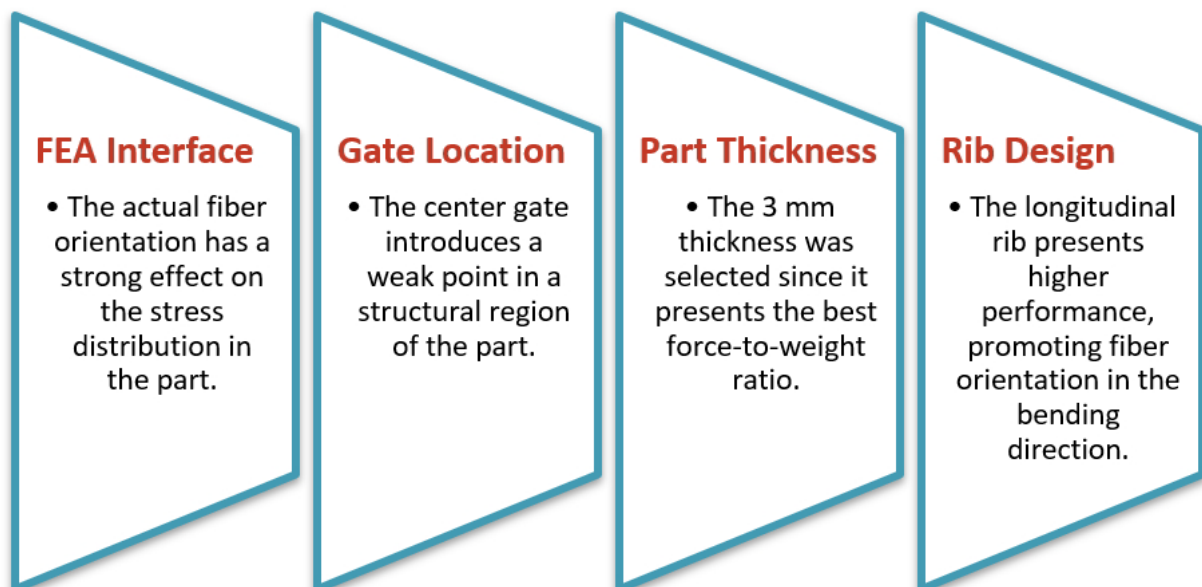 FEA Interface
• The actual fiber
orientation has a
strong effect on
the stress
distribution in
the part.
Gate Location
• The center gate
introduces a
weak point in a
structural region
of the part.
Part Thickness
• The 3 mm
thickness was
selected since it
presents the best
force-to-weight
ratio.
Rib Design
• The longitudinal
rib presents
higher
performance,
promoting fiber
orientation in the
bending
direction.